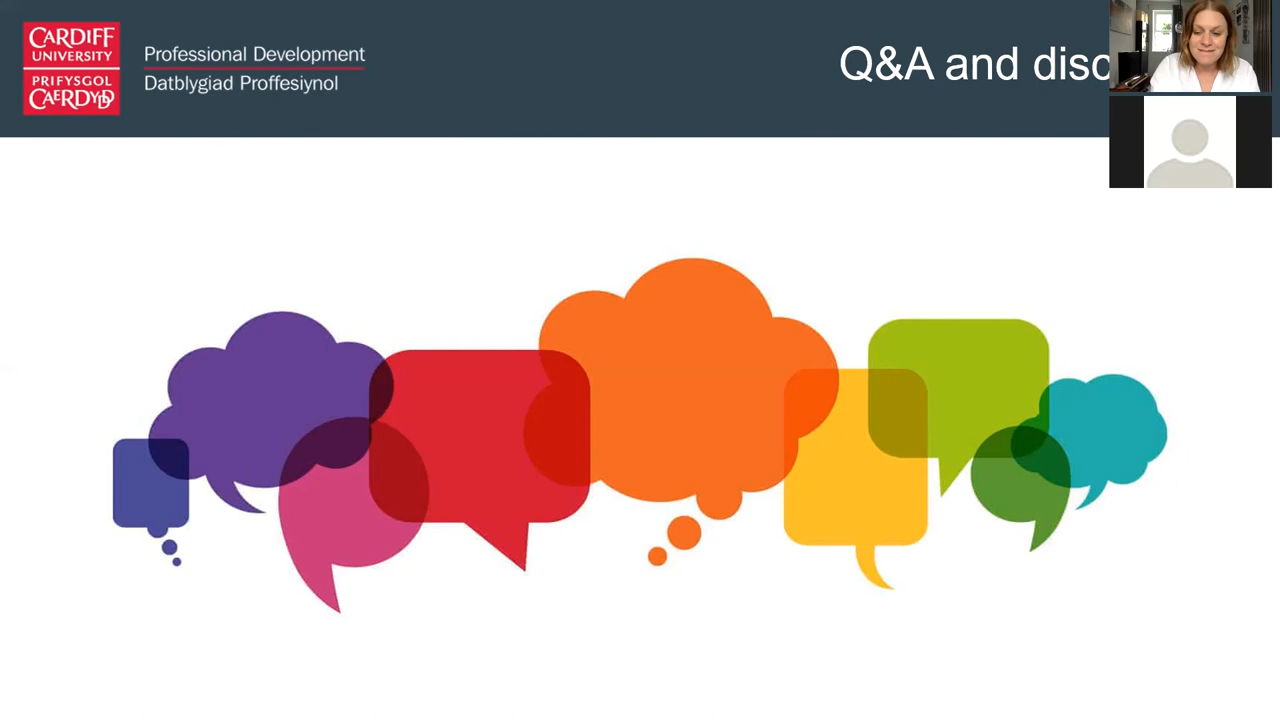 CARDIFF
UNIVERSITY
PRIFYSGOL
CAERDYDD
Professional Development
Datblygiad Proffesiynol
Q&A and disc